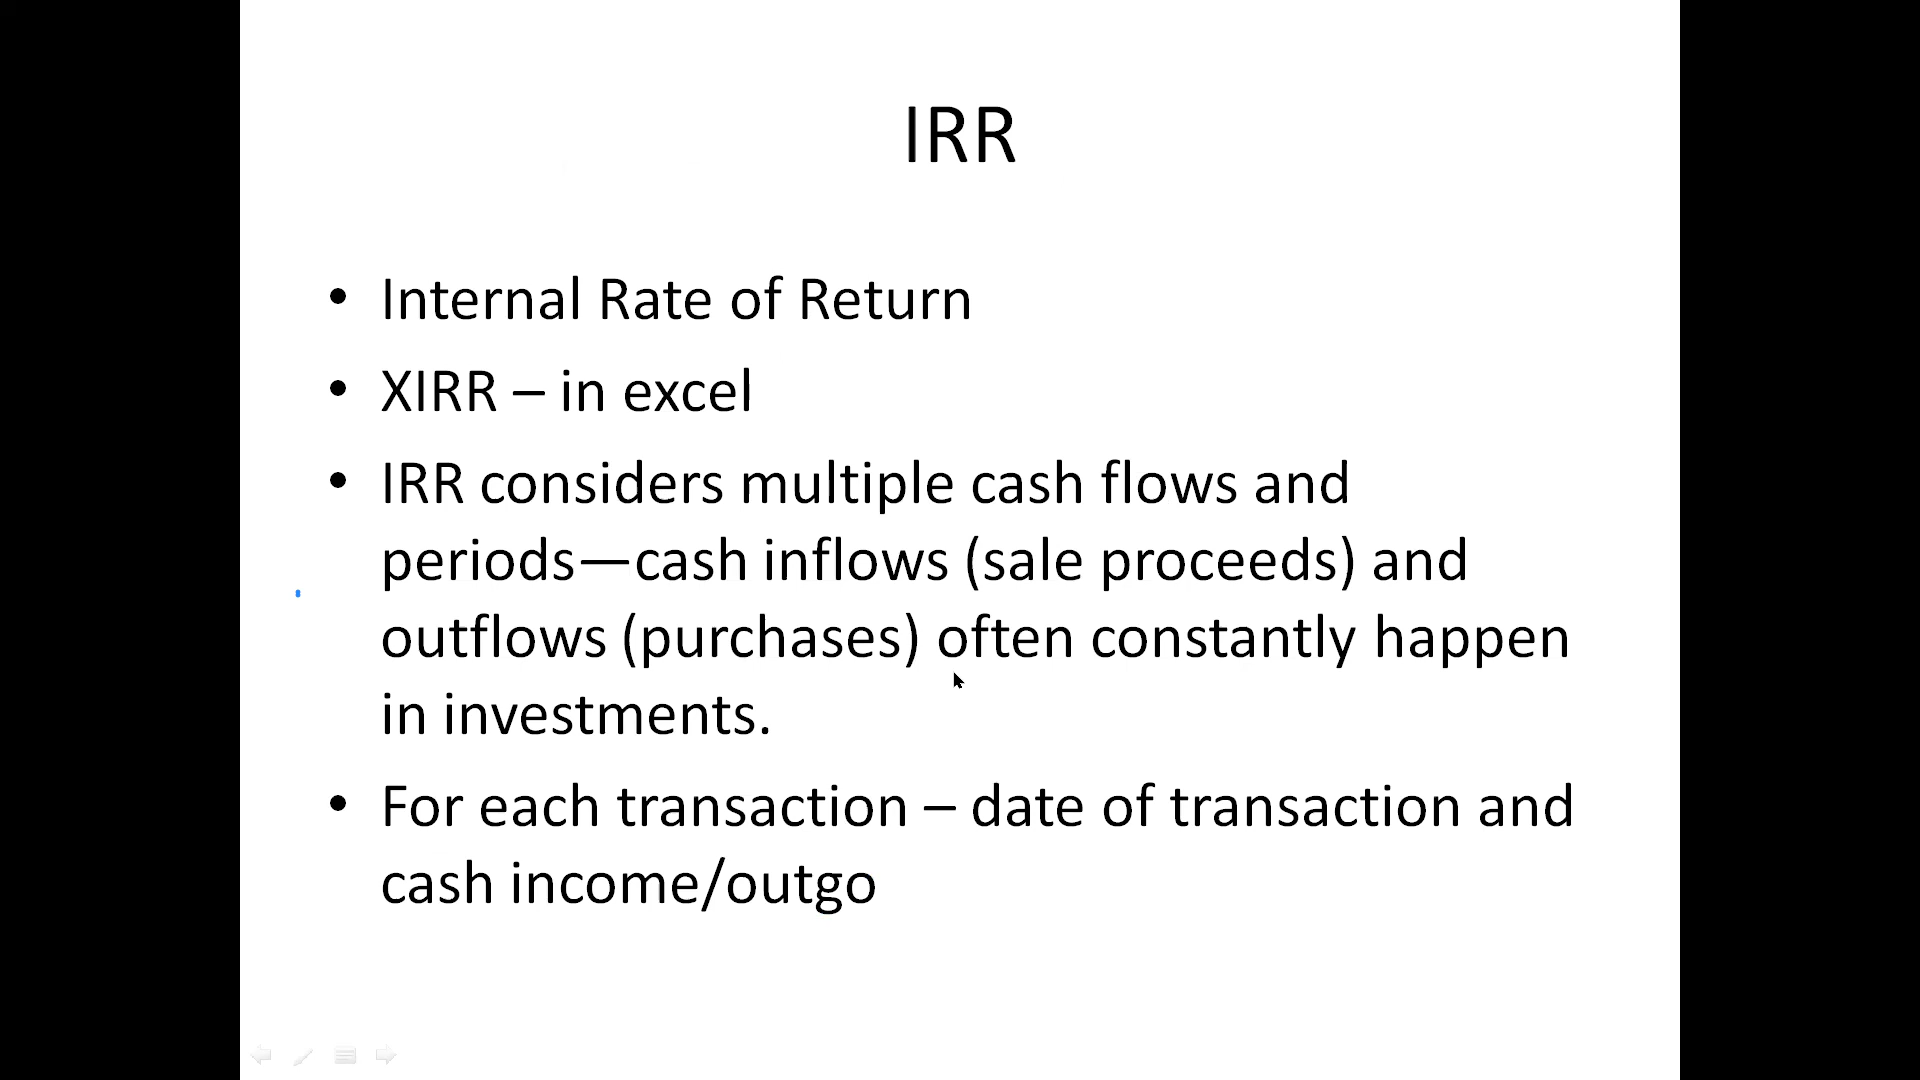 IRR
• Internal Rate of Return
• XIRR – in excel
• IRR considers multiple cash flows and
periods—cash inflows (sale proceeds) and
outflows (purchases) often constantly happen
in investments.
• For each transaction – date of transaction and
cash income/outgo